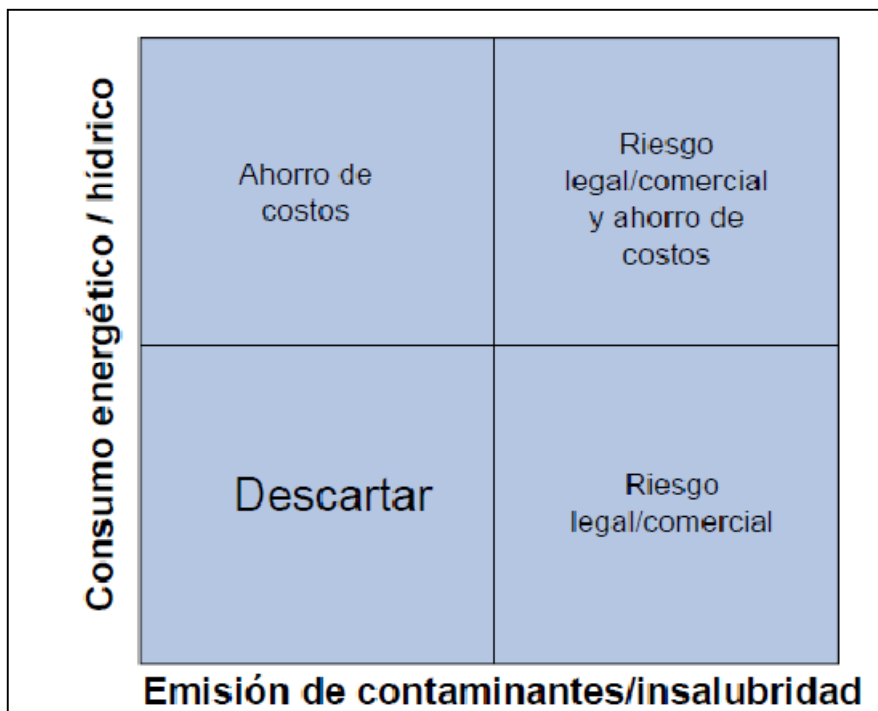 Consumo energético / hídrico
Ahorro de
costos
Riesgo
legal/comercial
y ahorro de
costos
Descartar
Riesgo
legal/comercial
Emisión de contaminantes/insalubridad